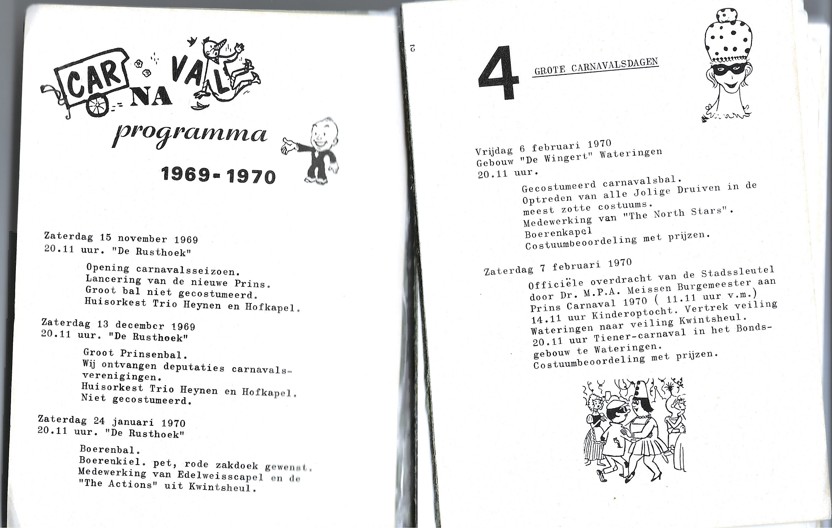 CARNAVAL
programma
1969-1970
Zaterdag 15 november 1969
20.11 uur. "De Rusthoek"
Opening carnavalsseizoen.
Lancering van de nieuwe Prins.
Groot bal niet gecostumeerd.
Huisorkest Trio Heynen en Hofkapel.
Zaterdag 13 december 1969
20.11 uur. "De Rusthoek"
Groot Prinsenbal.
Wij ontvangen deputaties carnavals-
verenigingen.
Huisorkest Trio Heynen en Hofkapel.
Niet gecostumeerd.
Zaterdag 24 januari 1970
20.11 uur. "De Rusthoek"
Boerenbal.
Boerenkiel. pet, rode zakdoek gewenst.
Medewerking van Edelweisscapel en de
"The Actions" uit Kwintsheul.
2
4 GROTE CARNAVALSDAGEN
Vrijdag 6 februari 1970
Gebouw "De Wingert" Wateringen
20.11 uur.
Gecostumeerd carnavalsbal.
Optreden van alle Jolige Druiven in de
meest zotte costuums.
Medewerking van "The North Stars".
Boerenkapel
Costuumbeoordeling met prijzen.
Zaterdag 7 februari 1970
Officiële overdracht van de Stadssleutel
door Dr. M.P.A. Meissen Burgemeester aan
Prins Carnaval 1970 ( 11.11 uur v.m.)
14.11 uur Kinderoptocht. Vertrek veiling
Wateringen naar veiling Kwintsheul.
20.11 uur Tiener-carnaval in het Bonds-
gebouw te Wateringen.
Costuumbeoordeling met prijzen.